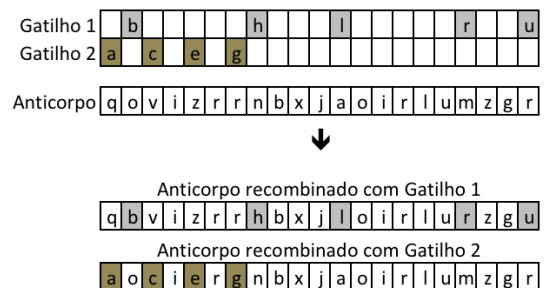 Gatilho 1 b h l r u
Gatilho 2 a c e g
Anticorpo q o v i z r r n b x j a o i r l u m z g r
Anticorpo recombinado com Gatilho 1
q b v i z r r h b x j l o i r l u r z g u
Anticorpo recombinado com Gatilho 2
a o c i e r g n b x j a o i r l u m z g r